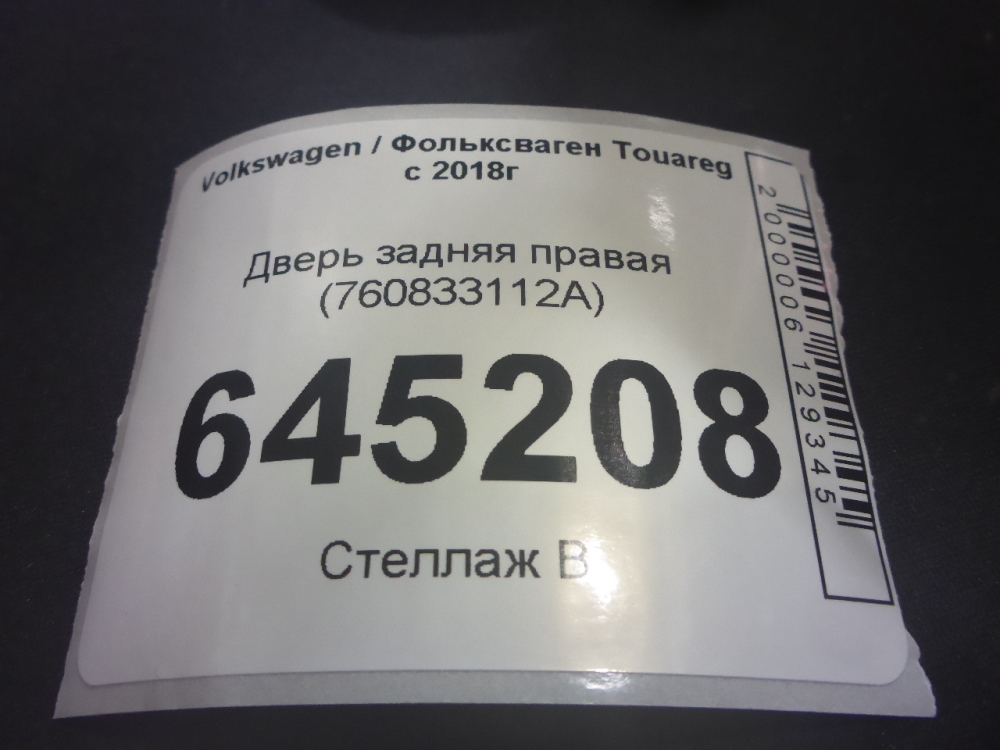 Volkswagen / Фольксваген Touareg
с 2018г
Дверь задняя правая
(760833112A)
645208
Стеллаж В
2000006129345